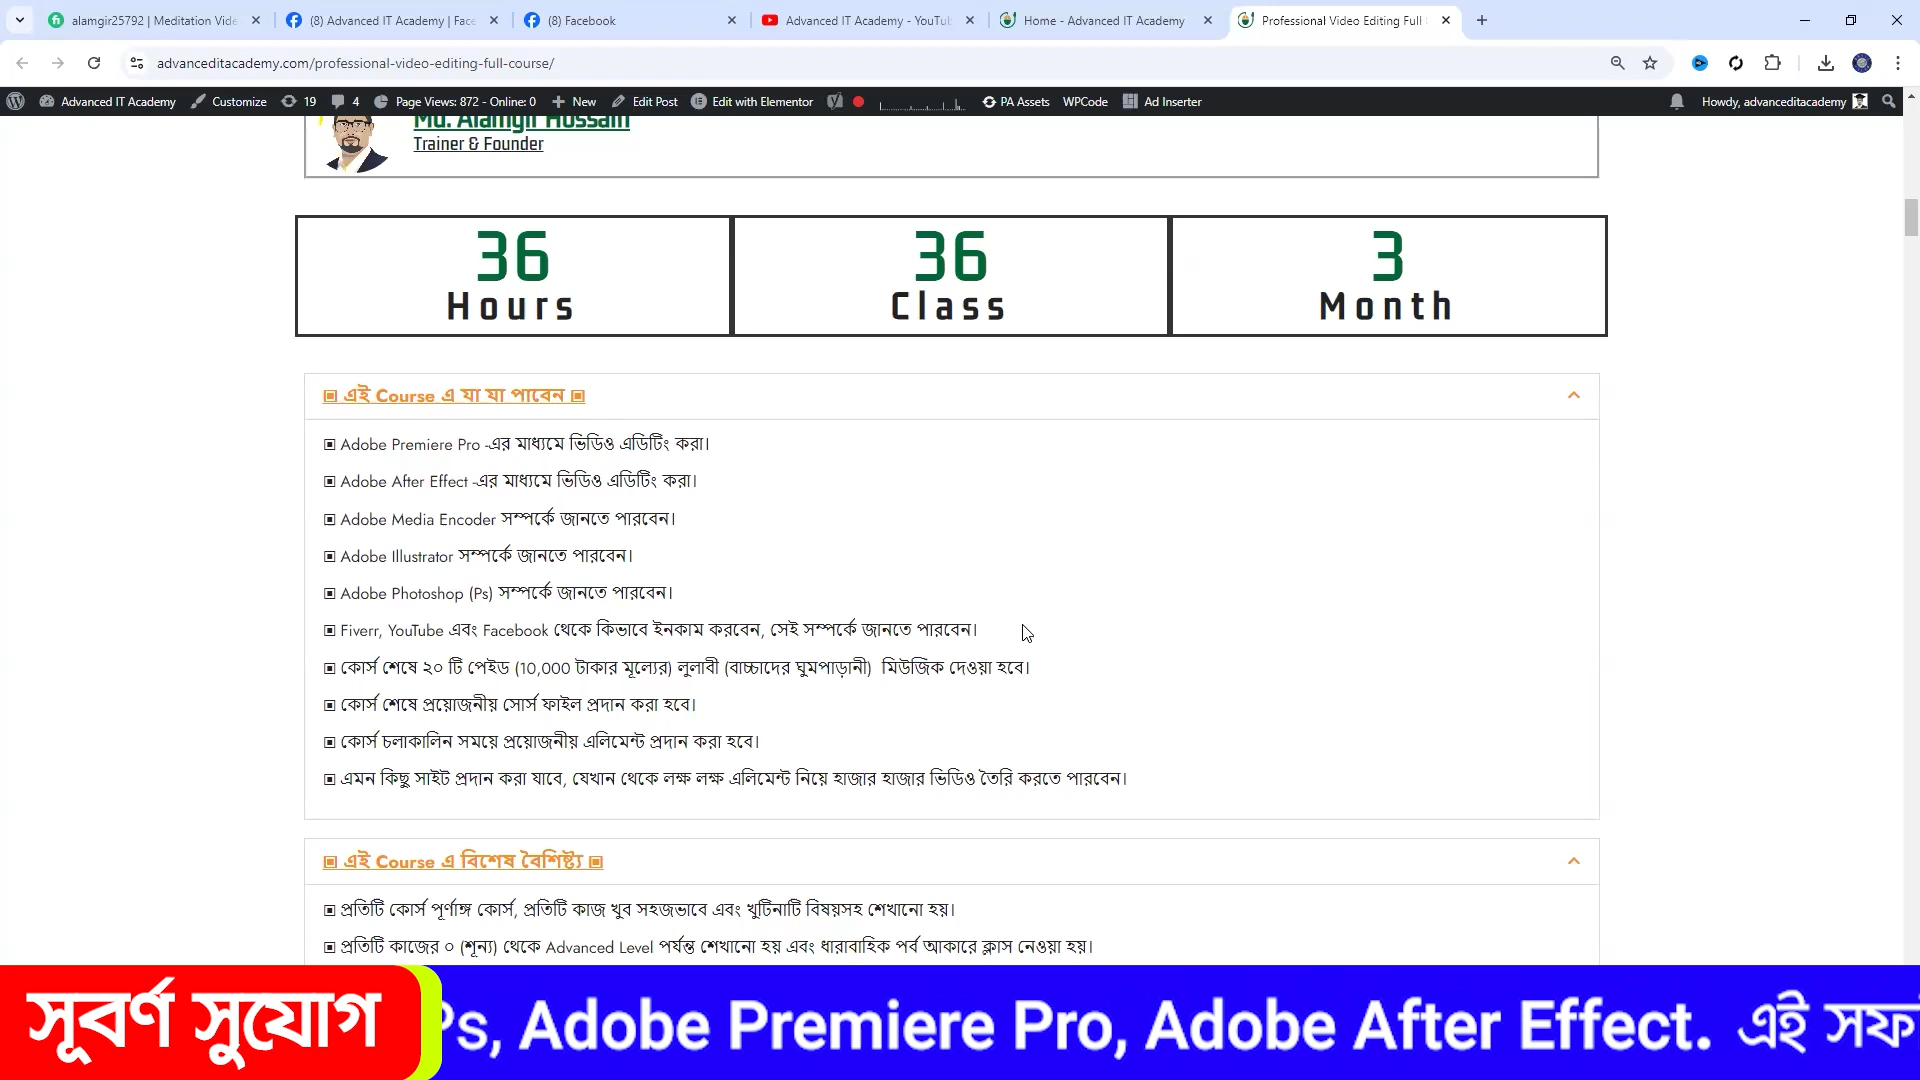 alamgir25792 | Meditation Vide
(8) Advanced IT Academy | Face
(8) Facebook
Advanced IT Academy - YouTub
Home - Advanced IT Academy
Professional Video Editing Full
advanceditacademy.com/professional-video-editing-full-course/
Advanced IT Academy
Customize
19
4
Page Views: 872 - Online: 0
New
Edit Post
Edit with Elementor
PA Assets
WPCode
Ad Inserter
Howdy, advanceditacademy
Md. Alamgir Hossain
Trainer & Founder
36
Hours
36
Class
3
Month
▣ এই Course এ যা যা পাবেন ▣
▣ Adobe Premiere Pro -এর মাধ্যমে ভিডিও এডিটিং করা।
▣ Adobe After Effect -এর মাধ্যমে ভিডিও এডিটিং করা।
▣ Adobe Media Encoder সম্পর্কে জানতে পারবেন।
▣ Adobe Illustrator সম্পর্কে জানতে পারবেন।
▣ Adobe Photoshop (Ps) সম্পর্কে জানতে পারবেন।
▣ Fiverr, YouTube এবং Facebook থেকে কিভাবে ইনকাম করবেন, সেই সম্পর্কে জানতে পারবেন।
▣ কোর্স শেষে ২০ টি পেইড (10,000 টাকার মূল্যের) লুলাবী (বাচ্চাদের ঘুমপাড়ানী) মিউজিক দেওয়া হবে।
▣ কোর্স শেষে প্রয়োজনীয় সোর্স ফাইল প্রদান করা হবে।
▣ কোর্স চলাকালিন সময়ে প্রয়োজনীয় এলিমেন্ট প্রদান করা হবে।
▣ এমন কিছু সাইট প্রদান করা যাবে, যেখান থেকে লক্ষ লক্ষ এলিমেন্ট নিয়ে হাজার হাজার ভিডিও তৈরি করতে পারবেন।
▣ এই Course এ বিশেষ বৈশিষ্ট্য ▣
▣ প্রতিটি কোর্স পূর্ণাঙ্গ কোর্স, প্রতিটি কাজ খুব সহজভাবে এবং খুটিনাটি বিষয়সহ শেখানো হয়।
▣ প্রতিটি কাজের ০ (শূন্য) থেকে Advanced Level পর্যন্ত শেখানো হয় এবং ধারাবাহিক পর্ব আকারে ক্লাস নেওয়া হয়।
সূবর্ণ সুযোগ
Ps, Adobe Premiere Pro, Adobe After Effect. এই সফ